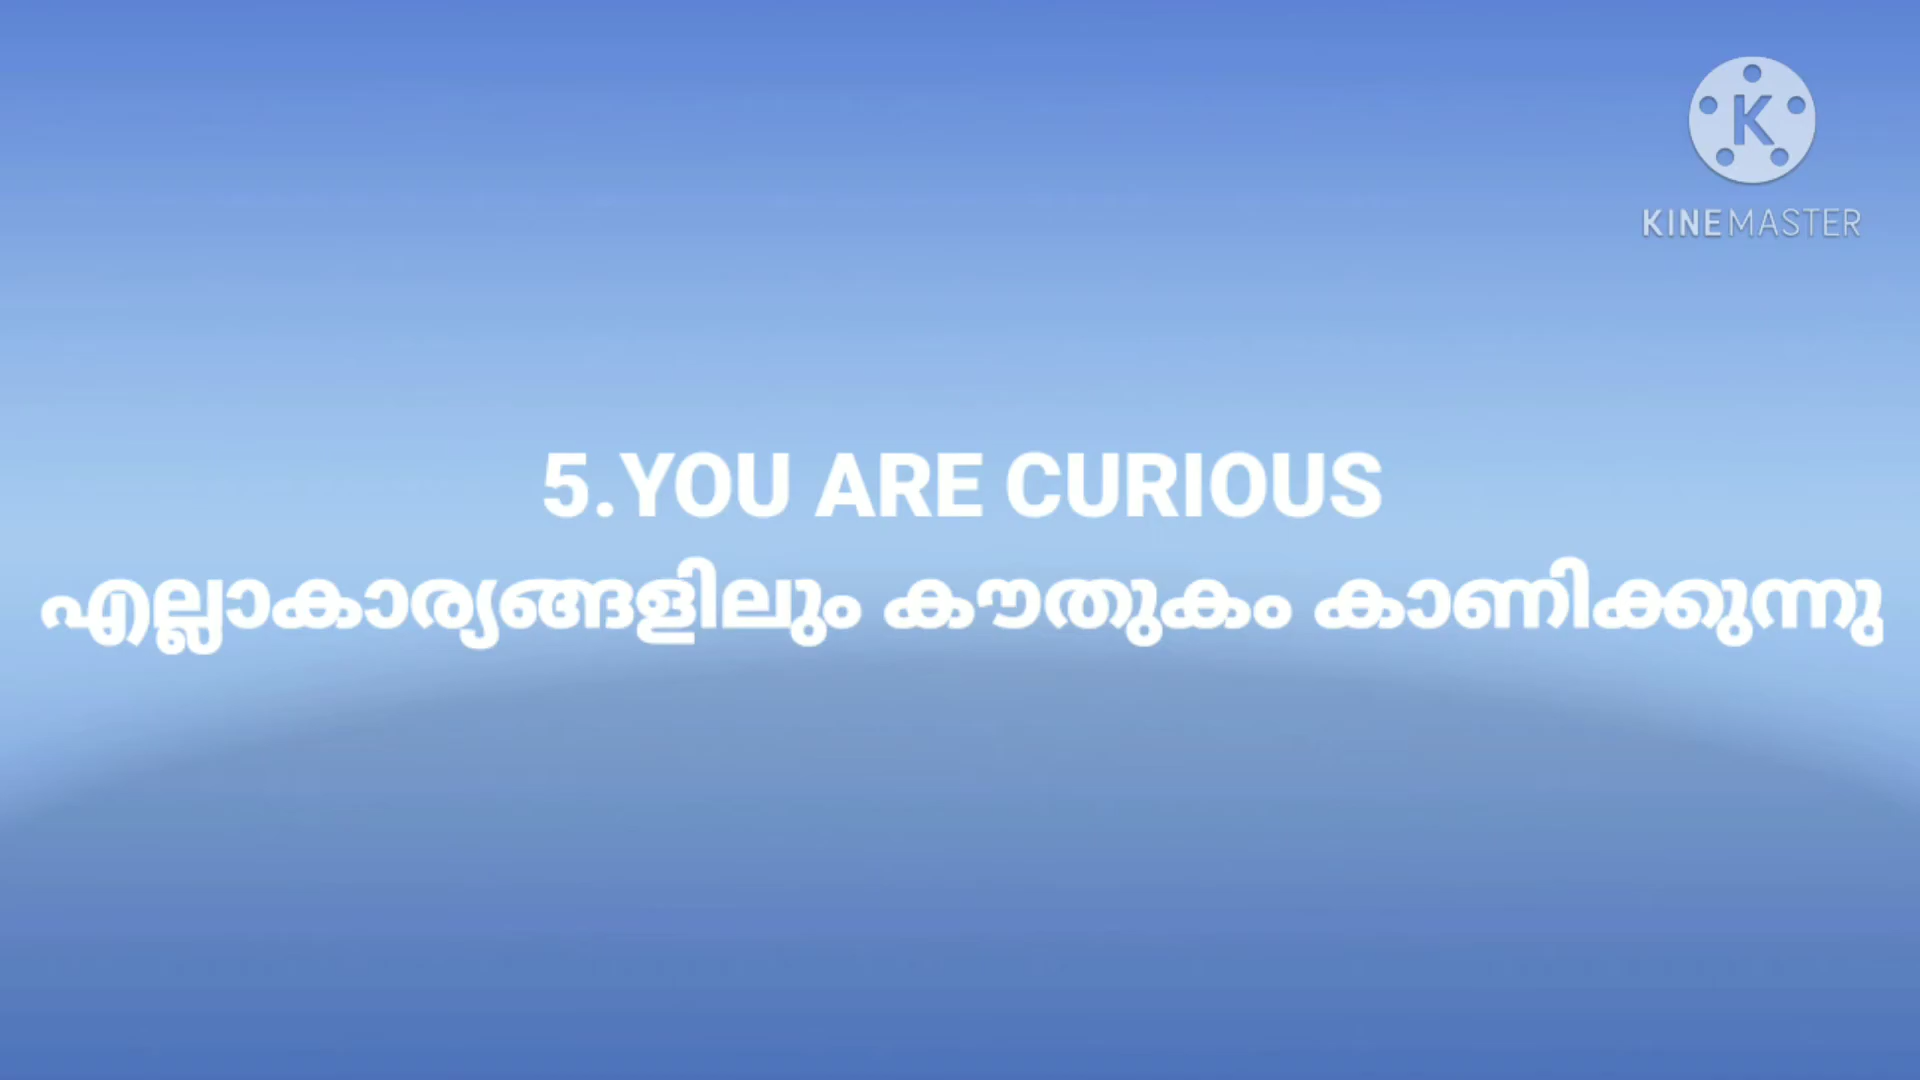 K
KINEMASTER
5.YOU ARE CURIOUS
എല്ലാകാര്യങ്ങളിലും കൗതുകം കാണിക്കുന്നു